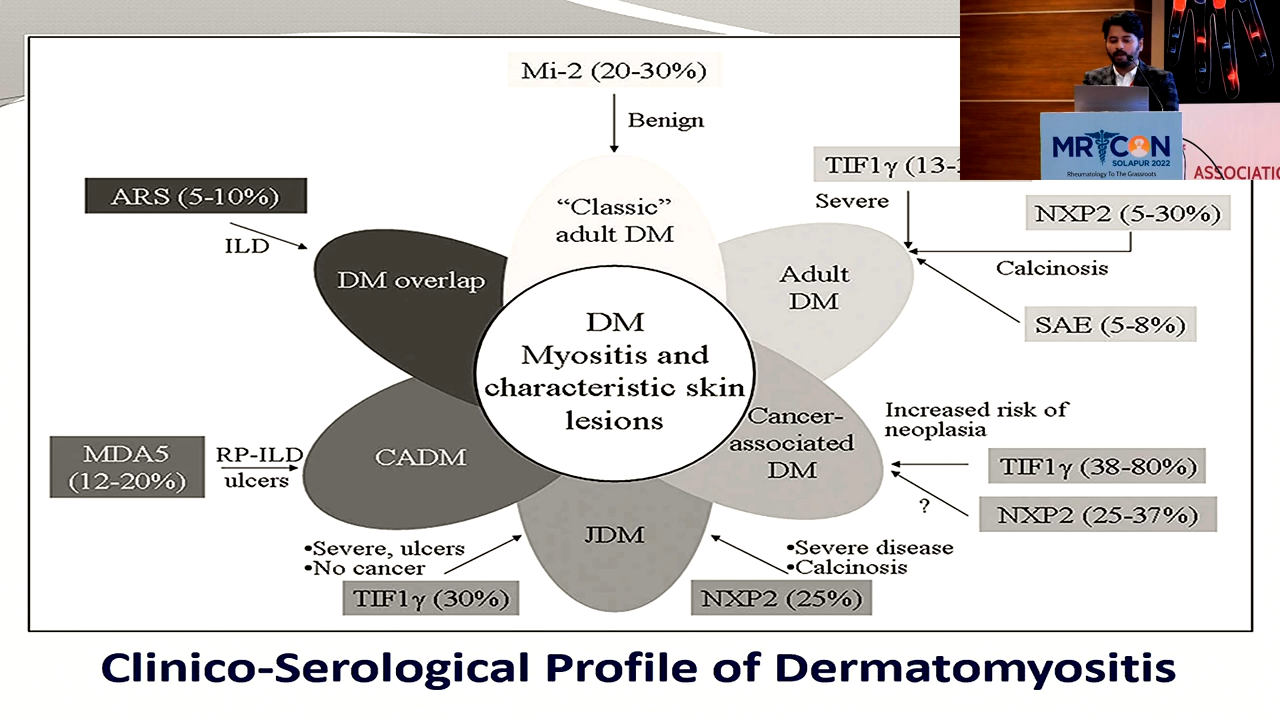 Mi-2 (20-30%)
Benign
ARS (5-10%)
ILD
DM overlap
"Classic"
adult DM
TIF1γ (13-
Severe
NXP2 (5-30%)
Calcinosis
SAE (5-8%)
Adult
DM
DM
Myositis and
characteristic skin
lesions
Increased risk of
neoplasia
Cancer-
associated
DM
TIF1γ (38-80%)
?
NXP2 (25-37%)
MDA5
(12-20%)
RP-ILD
ulcers
CADM
JDM
•Severe, ulcers
•No cancer
TIF1γ (30%)
•Severe disease
•Calcinosis
NXP2 (25%)
Clinico-Serological Profile of Dermatomyositis
MR CON
SOLAPUR 2022
Rheumatology To The Grassroots
ASSOCIATIO